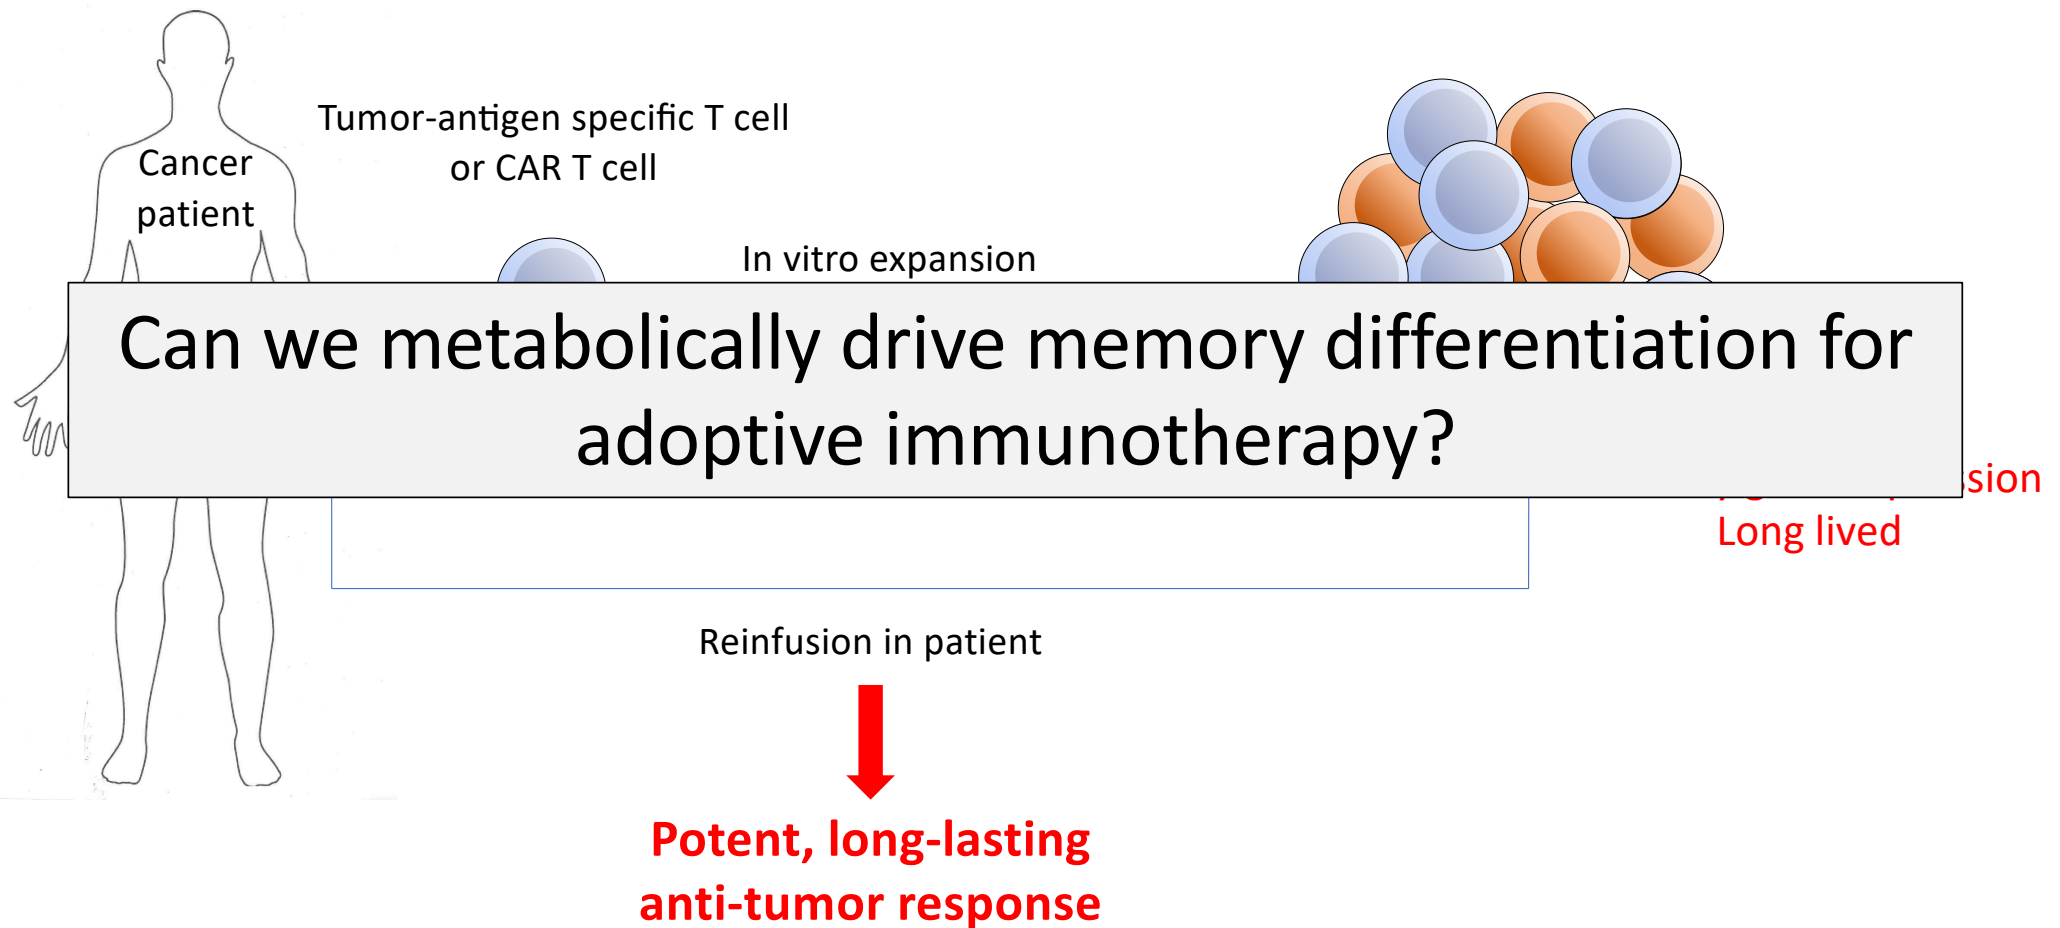 Tumor-antigen specific T cell
or CAR T cell
Cancer
patient
In vitro expansion
Can we metabolically drive memory differentiation for
adoptive immunotherapy?
Long lived
Reinfusion in patient
Potent, long-lasting
anti-tumor response